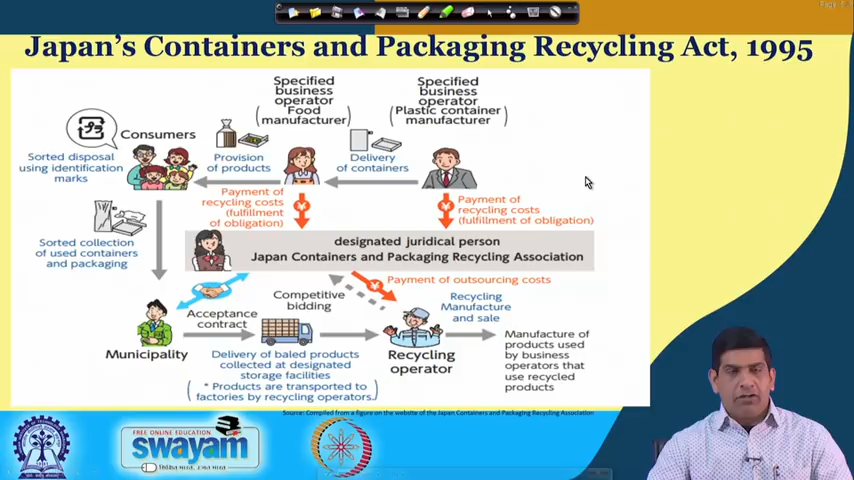 Japan's Containers and Packaging Recycling Act, 1995
Specified
business
operator
(Food
manufacturer)
Specified
business
operator
(Plastic container
manufacturer)
Consumers
Sorted disposal
using identification
marks
Provision
of products
Delivery
of containers
Payment of
recycling costs
(fulfillment
of obligation)
¥
¥
Payment of
recycling costs
(fulfillment of obligation)
Sorted collection
of used containers
and packaging
designated juridical person
Japan Containers and Packaging Recycling Association
¥
Payment of outsourcing costs
Competitive
bidding
Recycling
Manufacture
and sale
Acceptance
contract
Municipality
Delivery of baled products
collected at designated
storage facilities
(* Products are transported to
factories by recycling operators.)
Recycling
operator
Manufacture of
products used
by business
operators that
use recycled
products
Source: Compiled from a figure on the website of the Japan Containers and Packaging Recycling Association
FREE ONLINE EDUCATION
swayam